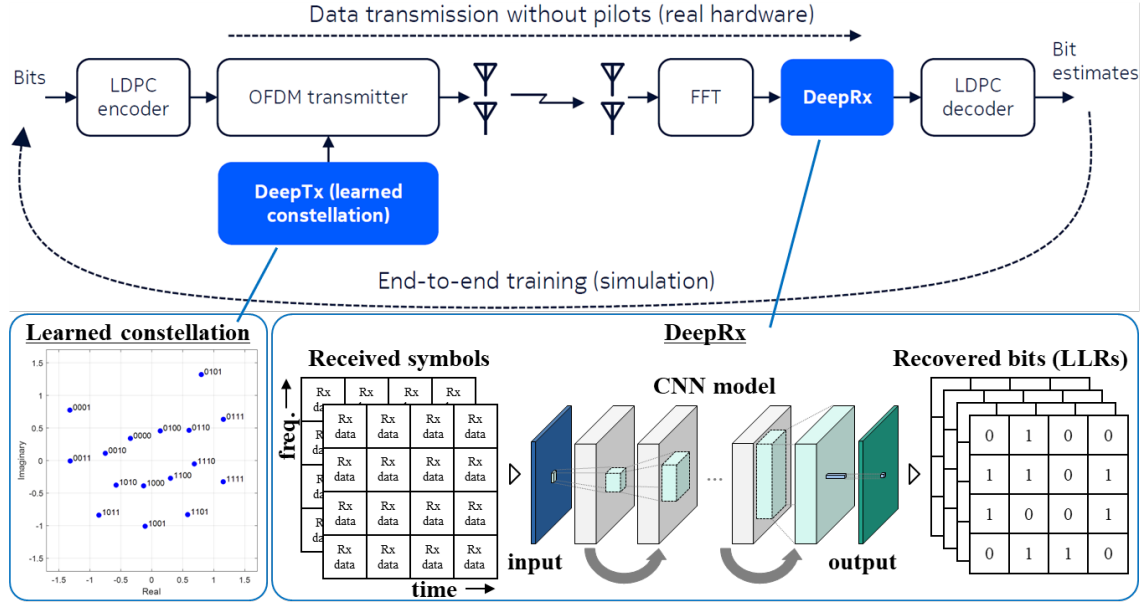 Data transmission without pilots (real hardware)
Bits
LDPC
encoder
OFDM transmitter
FFT
DeepRx
LDPC
decoder
Bit
estimates
DeepTx (learned
constellation)
End-to-end training (simulation)
Learned constellation
1.5
1
0.5
0
-0.5
-1
-1.5
Imaginary
-1.5
-1
-0.5
0
0.5
1
1.5
Real
0101
0001
0111
0100
0110
0000
0010
0011
1110
1100
1111
1010
1000
1011
1101
1001
DeepRx
Received symbols
freq.
time
Rx
Rx
Rx
Rx
da
da
da
da
Rx
data
Rx
data
Rx
data
Rx
data
Rx
data
Rx
data
Rx
data
Rx
data
Rx
data
Rx
data
Rx
data
Rx
data
Rx
data
Rx
data
Rx
data
Rx
data
CNN model
...
input
output
Recovered bits (LLRs)
0 1 0 0
1 1 0 1
1 0 0 1
0 1 1 0